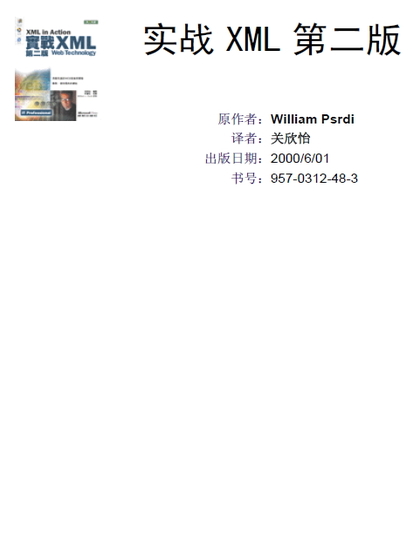 XML in Action
實戰XML
第二版 Web Technology
IT Professional
实战 XML 第二版
原作者：William Psrdi
译者：关欣怡
出版日期：2000/6/01
书号：957-0312-48-3